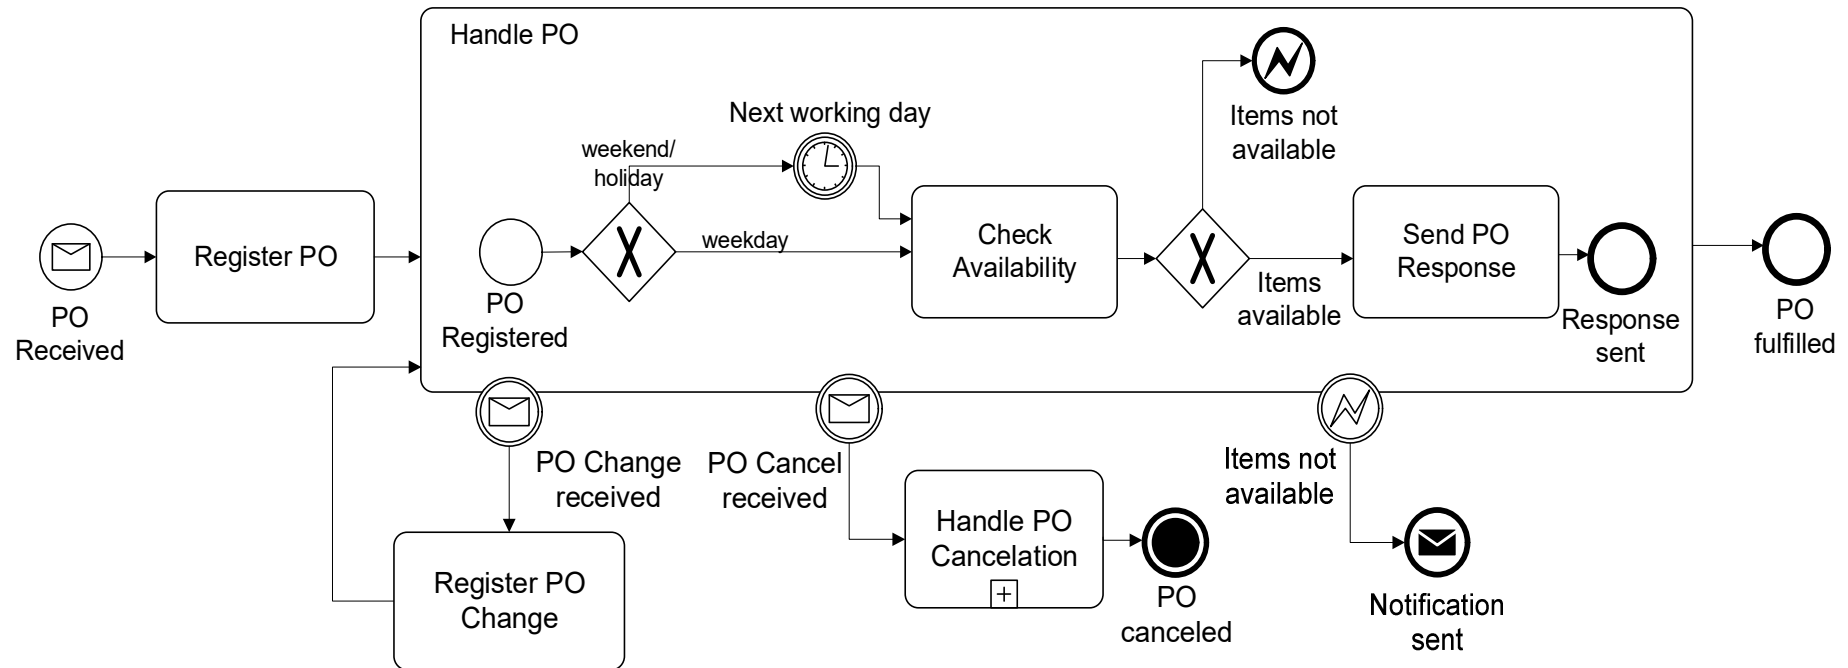 Handle PO
Next working day
weekend/
holiday
weekday
PO
Received
Register PO
PO
Registered
Check
Availability
Items not
available
Items
available
Send PO
Response
Response
sent
PO
fulfilled
PO Change
received
Register PO
Change
PO Cancel
received
Handle PO
Cancelation
PO
canceled
Items not
available
Notification
sent